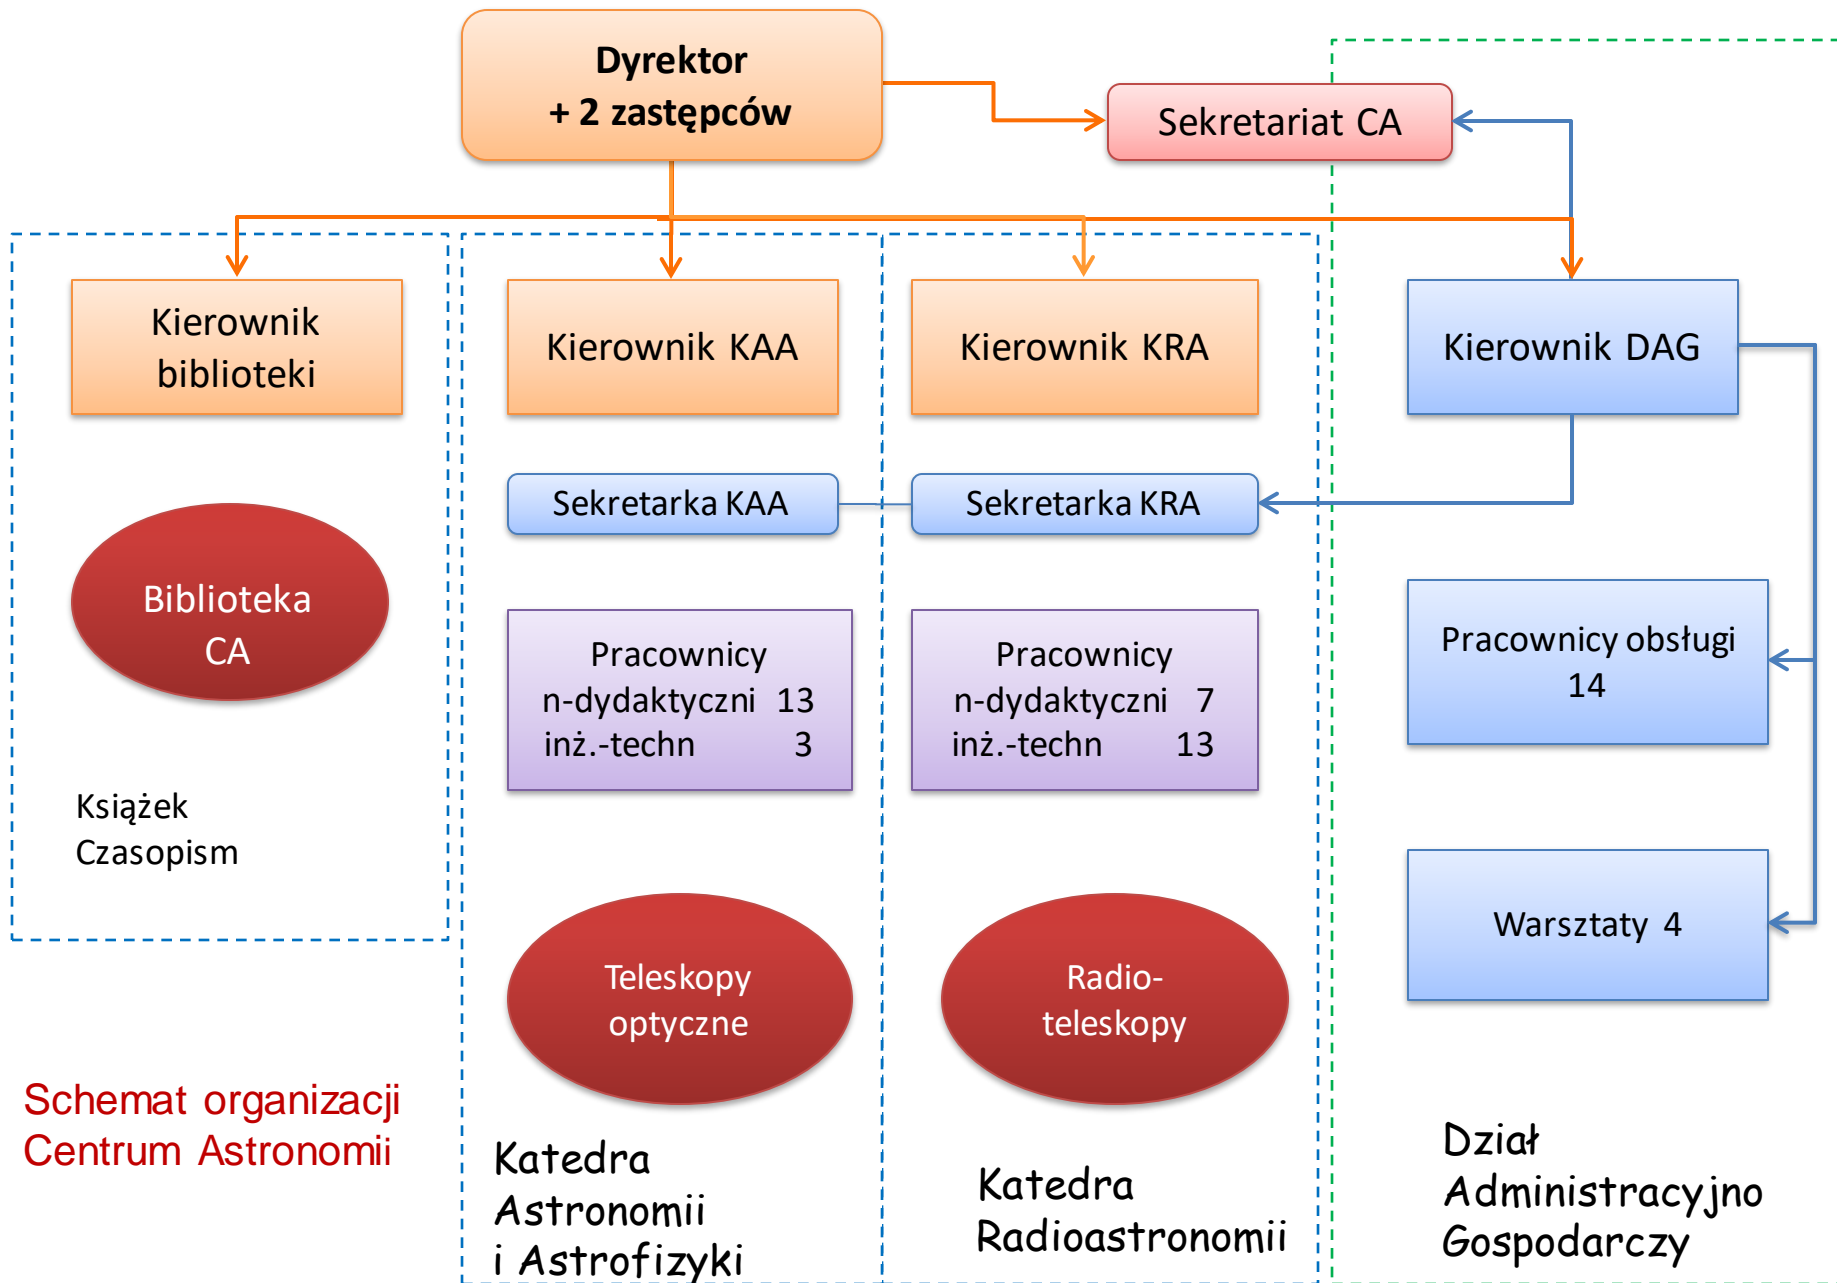 Dyrektor
+ 2 zastępców
Sekretariat CA
Kierownik
biblioteki
Kierownik KAA
Kierownik KRA
Kierownik DAG
Sekretarka KAA
Sekretarka KRA
Biblioteka
CA
Pracownicy
n-dydaktyczni 13
inż.-techn 3
Pracownicy
n-dydaktyczni 7
inż.-techn 13
Pracownicy obsługi
14
Książek
Czasopism
Warsztaty 4
Teleskopy
optyczne
Radio-
teleskopy
Schemat organizacji
Centrum Astronomii
Katedra
Astronomii
i Astrofizyki
Katedra
Radioastronomii
Dział
Administracyjno
Gospodarczy